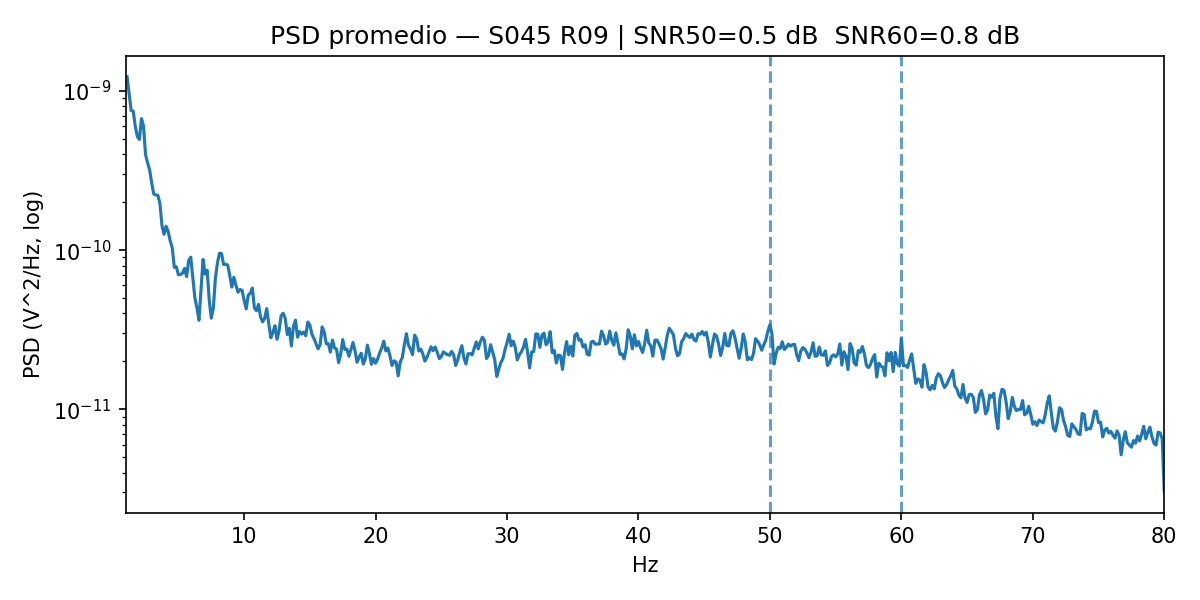 PSD promedio — S045 R09 | SNR50=0.5 dB  SNR60=0.8 dB
PSD (V^2/Hz, log)
10⁻⁹
10⁻¹⁰
10⁻¹¹
10 20 30 40 50 60 70 80
Hz